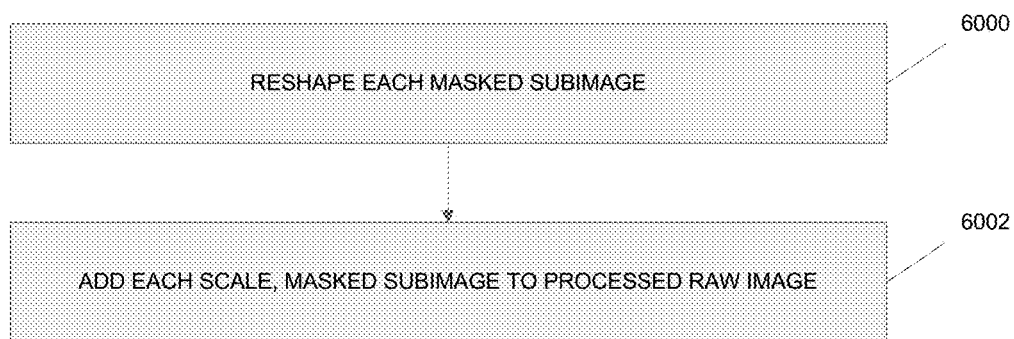 6000
RESHAPE EACH MASKED SUBIMAGE
6002
ADD EACH SCALE, MASKED SUBIMAGE TO PROCESSED RAW IMAGE